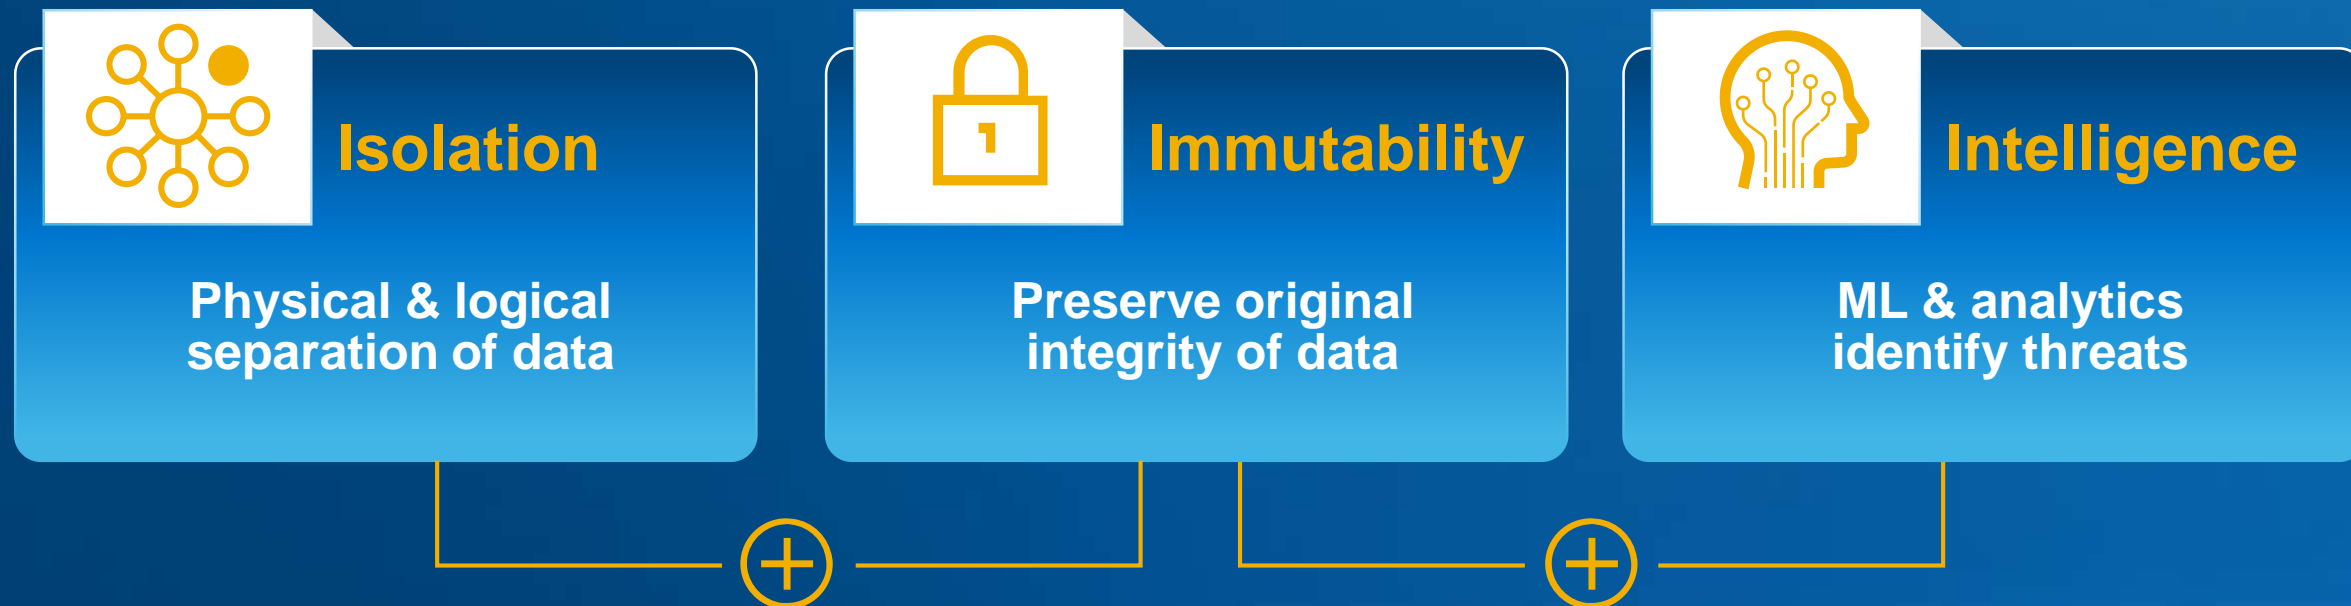 Isolation
Physical & logical
separation of data
Immutability
Preserve original
integrity of data
Intelligence
ML & analytics
identify threats